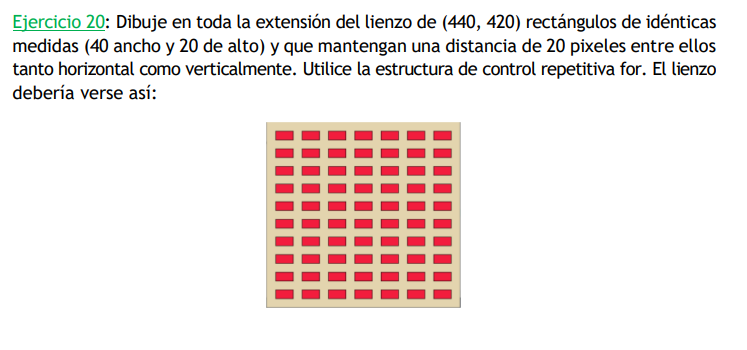 Ejercicio 20: Dibuje en toda la extensión del lienzo de (440, 420) rectángulos de idénticas
medidas (40 ancho y 20 de alto) y que mantengan una distancia de 20 pixeles entre ellos
tanto horizontal como verticalmente. Utilice la estructura de control repetitiva for. El lienzo
debería verse así: